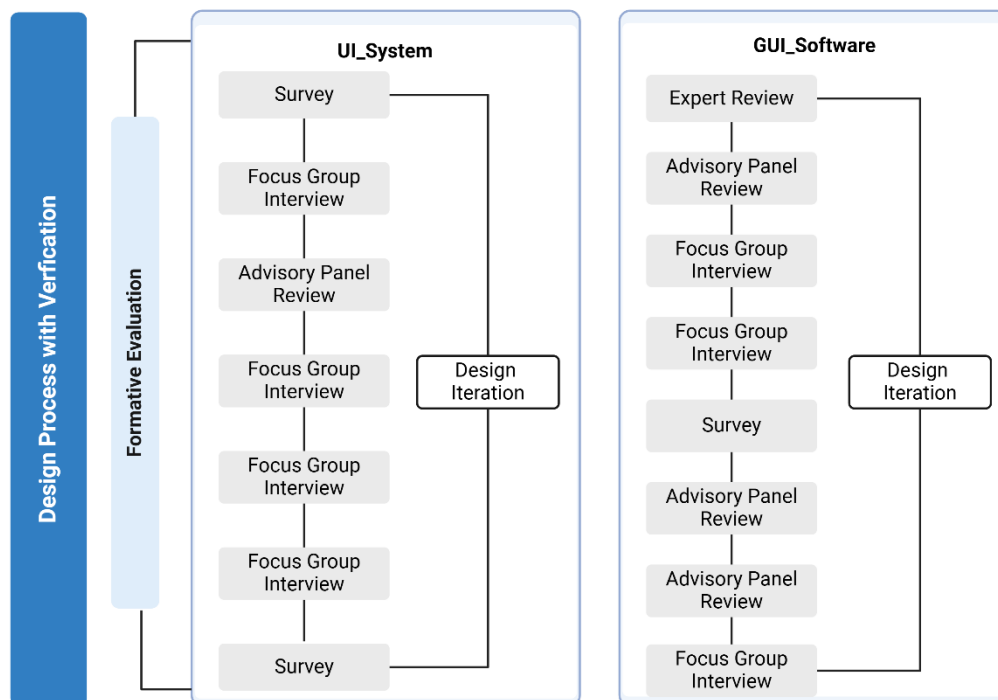 Design Process with Verfication
Formative Evaluation
UI_System
Survey
Focus Group
Interview
Advisory Panel
Review
Focus Group
Interview
Focus Group
Interview
Focus Group
Interview
Survey
Design
Iteration
GUI_Software
Expert Review
Advisory Panel
Review
Focus Group
Interview
Focus Group
Interview
Survey
Advisory Panel
Review
Advisory Panel
Review
Focus Group
Interview
Design
Iteration